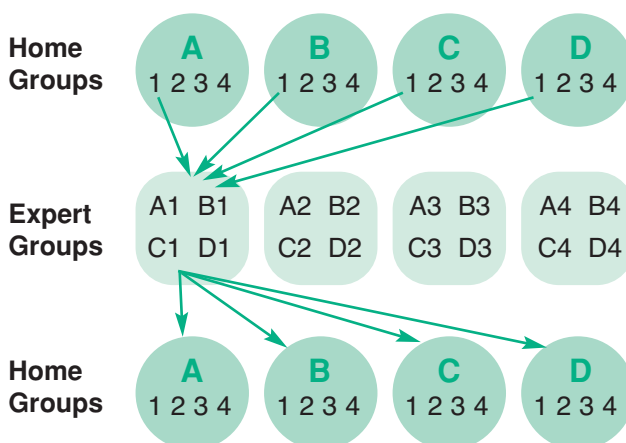 Home Groups
A B C D
1 2 3 4 1 2 3 4 1 2 3 4 1 2 3 4
Expert Groups
A1 B1 A2 B2 A3 B3 A4 B4
C1 D1 C2 D2 C3 D3 C4 D4
Home Groups
A B C D
1 2 3 4 1 2 3 4 1 2 3 4 1 2 3 4